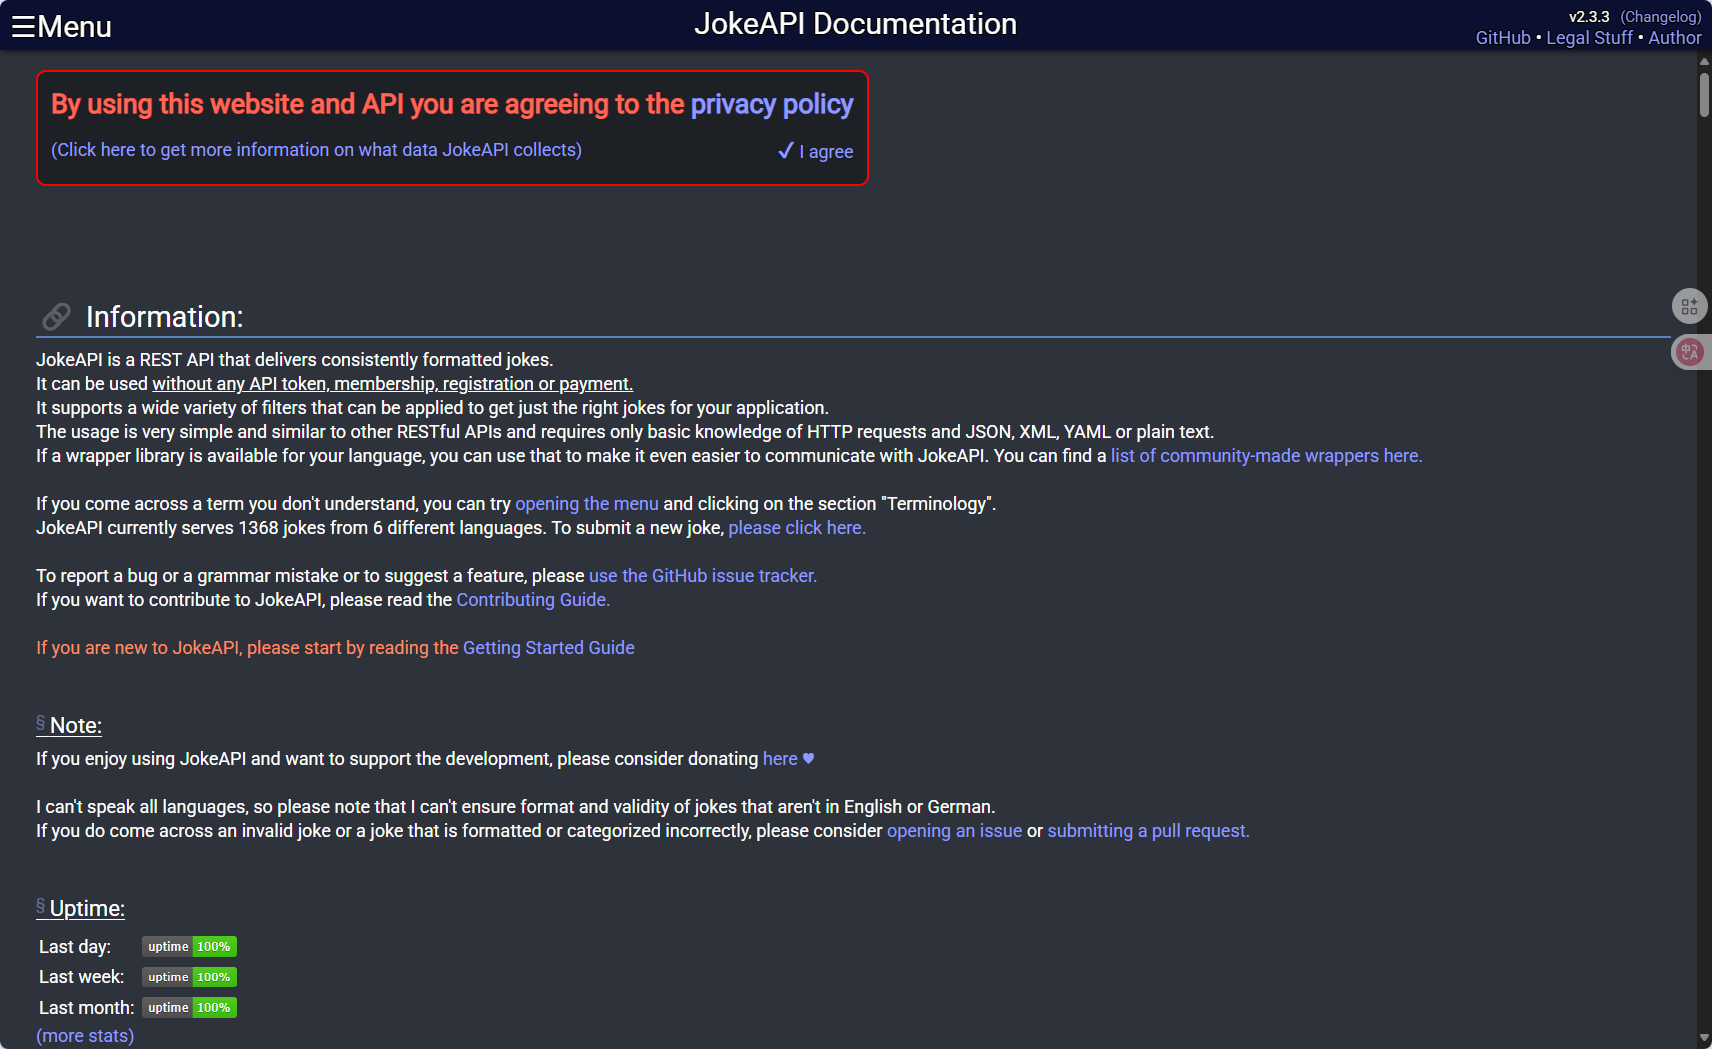 ☰Menu
JokeAPI Documentation
v2.3.3 (Changelog)
GitHub • Legal Stuff • Author
By using this website and API you are agreeing to the privacy policy
(Click here to get more information on what data JokeAPI collects)
✓ I agree
Information:
JokeAPI is a REST API that delivers consistently formatted jokes.
It can be used without any API token, membership, registration or payment.
It supports a wide variety of filters that can be applied to get just the right jokes for your application.
The usage is very simple and similar to other RESTful APIs and requires only basic knowledge of HTTP requests and JSON, XML, YAML or plain text.
If a wrapper library is available for your language, you can use that to make it even easier to communicate with JokeAPI. You can find a list of community-made wrappers here.
If you come across a term you don't understand, you can try opening the menu and clicking on the section "Terminology".
JokeAPI currently serves 1368 jokes from 6 different languages. To submit a new joke, please click here.
To report a bug or a grammar mistake or to suggest a feature, please use the GitHub issue tracker.
If you want to contribute to JokeAPI, please read the Contributing Guide.
If you are new to JokeAPI, please start by reading the Getting Started Guide
§ Note:
If you enjoy using JokeAPI and want to support the development, please consider donating here ♥
I can't speak all languages, so please note that I can't ensure format and validity of jokes that aren't in English or German.
If you do come across an invalid joke or a joke that is formatted or categorized incorrectly, please consider opening an issue or submitting a pull request.
§ Uptime:
Last day: uptime 100%
Last week: uptime 100%
Last month: uptime 100%
(more stats)
中A